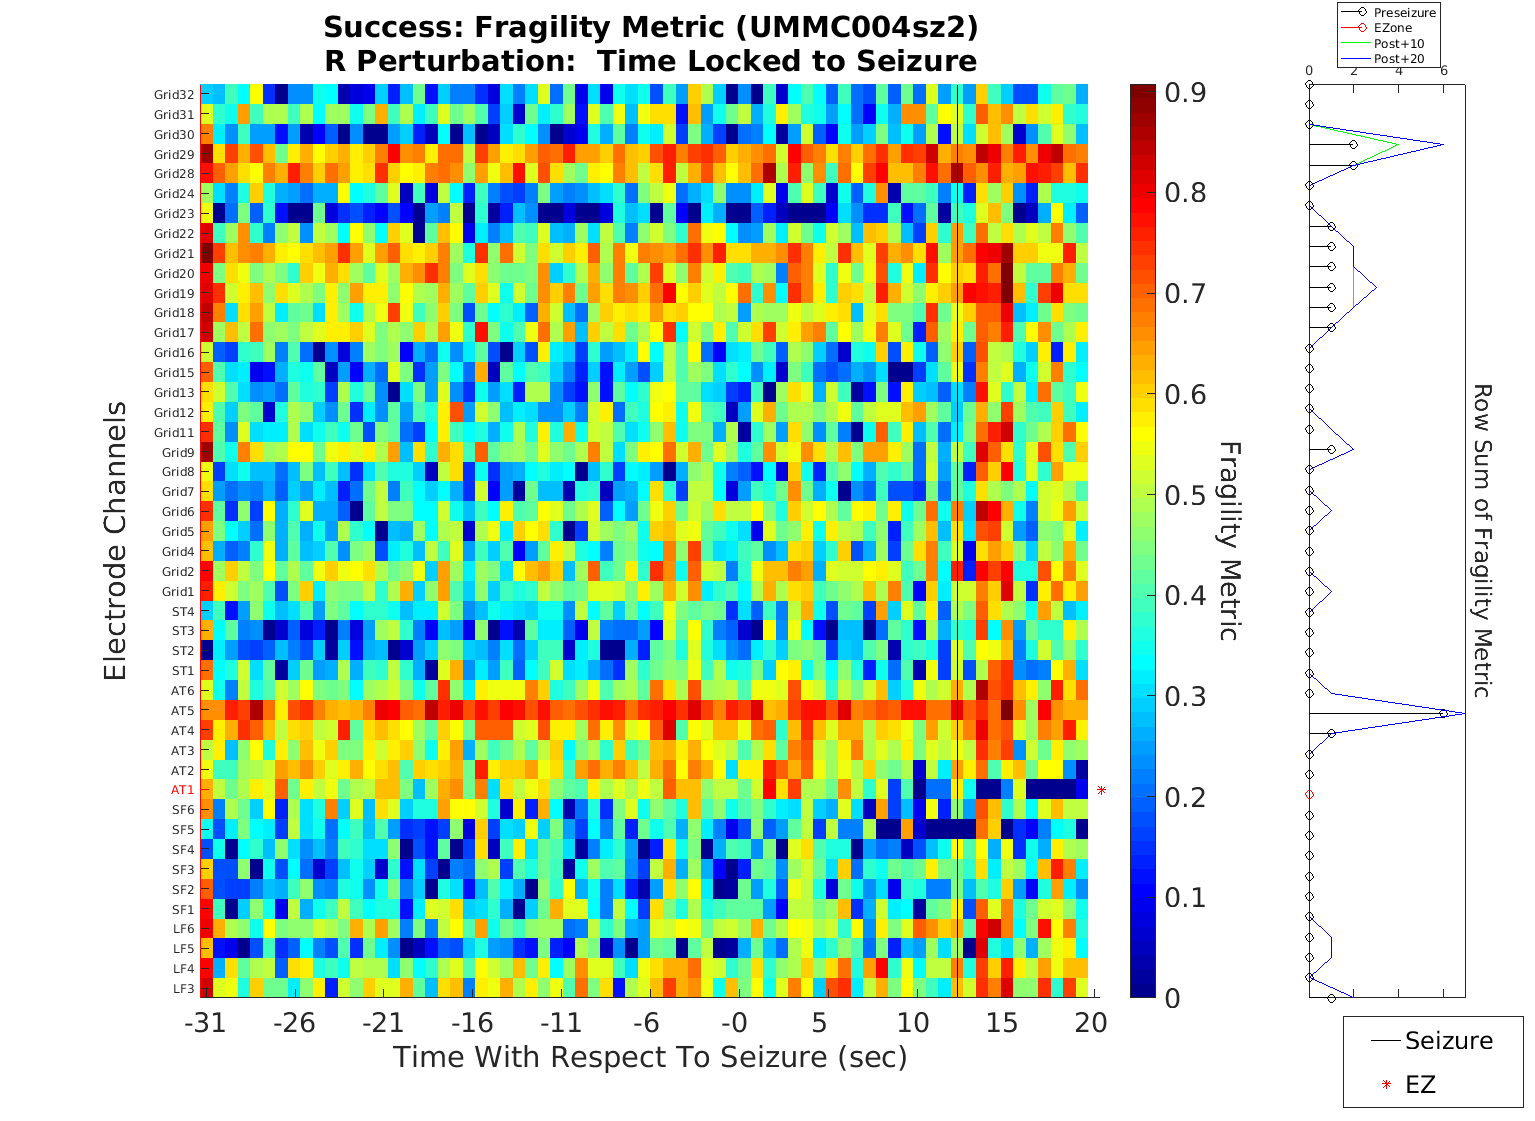 Success: Fragility Metric (UMMC004sz2)
R Perturbation:  Time Locked to Seizure
Preseizure
EZone
Post+10
Post+20
0 2 4 6
Grid32
Grid31
Grid30
Grid29
Grid28
Grid24
Grid23
Grid22
Grid21
Grid20
Grid19
Grid18
Grid17
Grid16
Grid15
Grid13
Grid12
Grid11
Grid9
Grid8
Grid7
Grid6
Grid5
Grid4
Grid2
Grid1
ST4
ST3
ST2
ST1
AT6
AT5
AT4
AT3
AT2
AT1
SF6
SF5
SF4
SF3
SF2
SF1
LF6
LF5
LF4
LF3
Electrode Channels
-31 -26 -21 -16 -11 -6 -0 5 10 15 20
Time With Respect To Seizure (sec)
0.9
0.8
0.7
0.6
0.5
0.4
0.3
0.2
0.1
0
Fragility Metric
Row Sum of Fragility Metric
Seizure
EZ